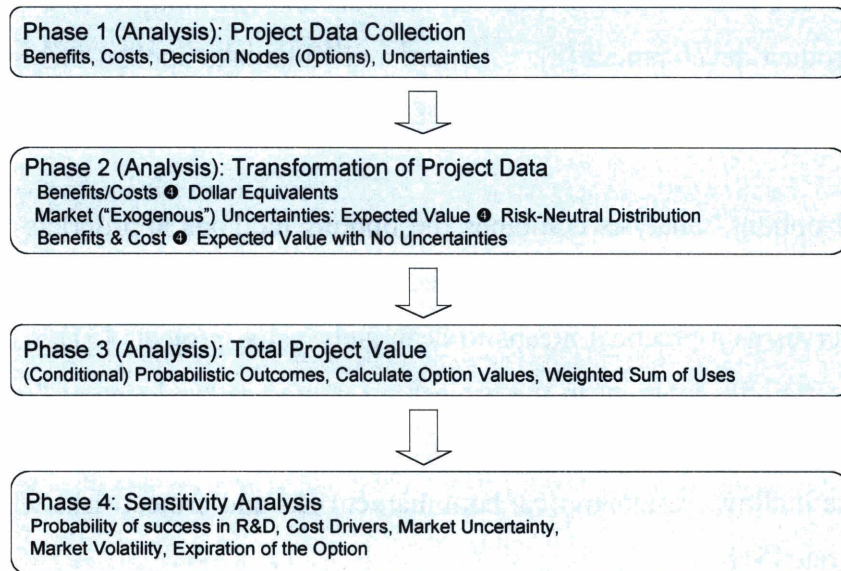 Phase 1 (Analysis): Project Data Collection
Benefits, Costs, Decision Nodes (Options), Uncertainties
Phase 2 (Analysis): Transformation of Project Data
Benefits/Costs ➍ Dollar Equivalents
Market ("Exogenous") Uncertainties: Expected Value ➍ Risk-Neutral Distribution
Benefits & Cost ➍ Expected Value with No Uncertainties
Phase 3 (Analysis): Total Project Value
(Conditional) Probabilistic Outcomes, Calculate Option Values, Weighted Sum of Uses
Phase 4: Sensitivity Analysis
Probability of success in R&D, Cost Drivers, Market Uncertainty,
Market Volatility, Expiration of the Option